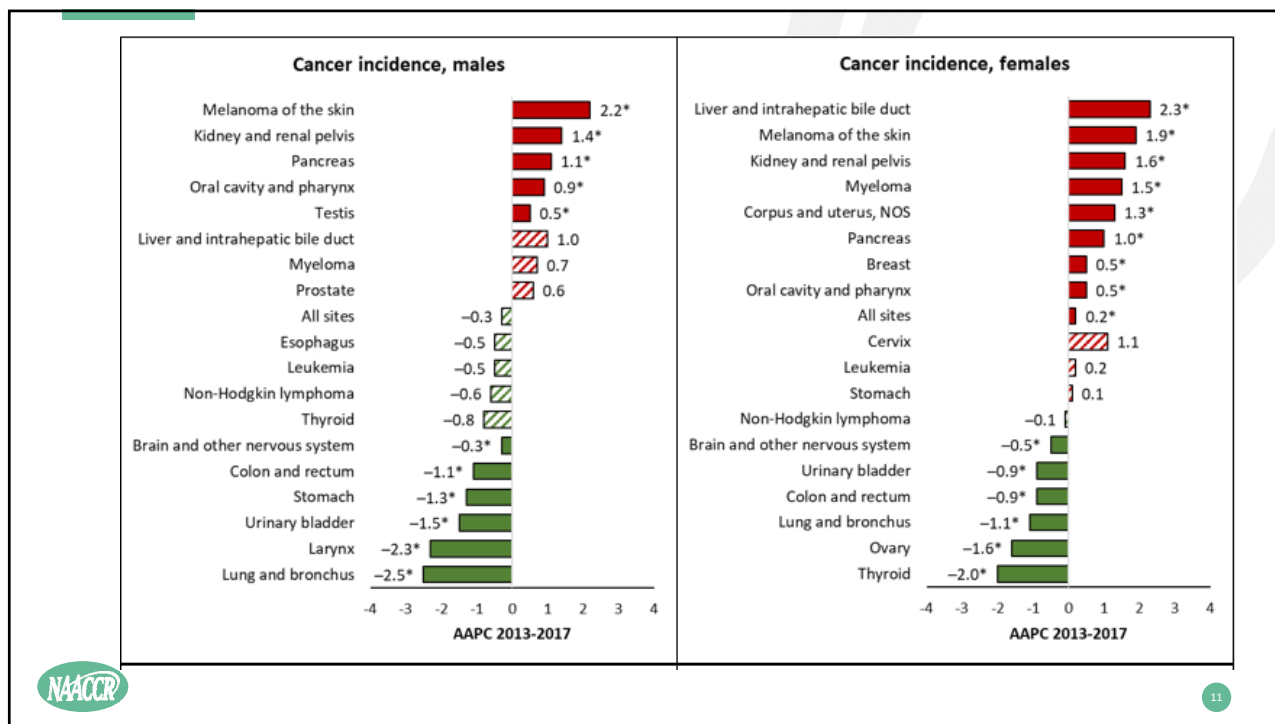 Cancer incidence, males
Melanoma of the skin 2.2*
Kidney and renal pelvis 1.4*
Pancreas 1.1*
Oral cavity and pharynx 0.9*
Testis 0.5*
Liver and intrahepatic bile duct 1.0
Myeloma 0.7
Prostate 0.6
All sites –0.3
Esophagus –0.5
Leukemia –0.5
Non-Hodgkin lymphoma –0.6
Thyroid –0.8
Brain and other nervous system –0.3*
Colon and rectum –1.1*
Stomach –1.3*
Urinary bladder –1.5*
Larynx –2.3*
Lung and bronchus –2.5*
-4 -3 -2 -1 0 1 2 3 4
AAPC 2013-2017
Cancer incidence, females
Liver and intrahepatic bile duct 2.3*
Melanoma of the skin 1.9*
Kidney and renal pelvis 1.6*
Myeloma 1.5*
Corpus and uterus, NOS 1.3*
Pancreas 1.0*
Breast 0.5*
Oral cavity and pharynx 0.5*
All sites 0.2*
Cervix 1.1
Leukemia 0.2
Stomach 0.1
Non-Hodgkin lymphoma –0.1
Brain and other nervous system –0.5*
Urinary bladder –0.9*
Colon and rectum –0.9*
Lung and bronchus –1.1*
Ovary –1.6*
Thyroid –2.0*
-4 -3 -2 -1 0 1 2 3 4
AAPC 2013-2017
NAACCR
11